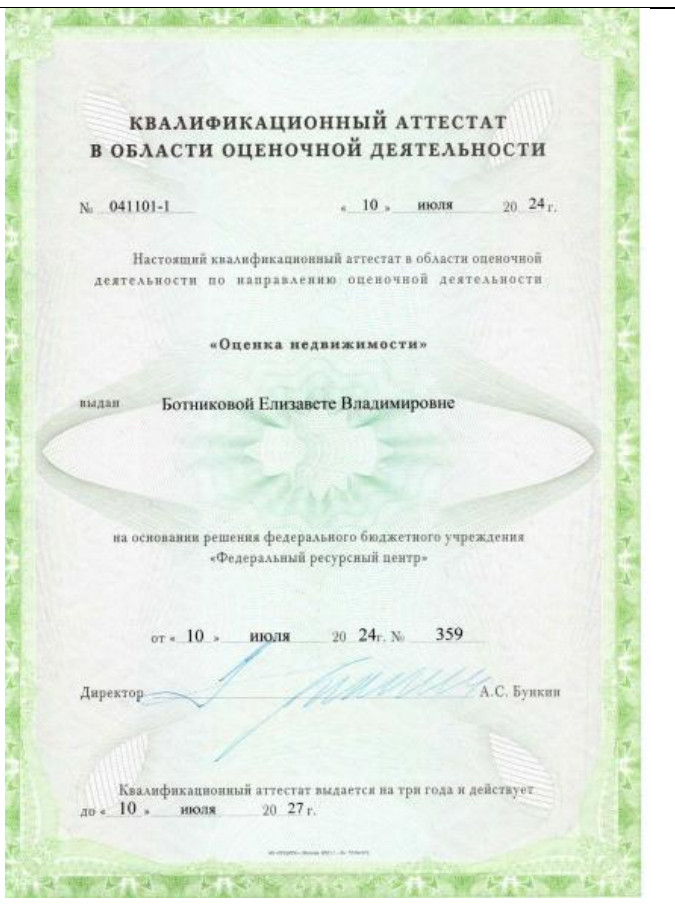 КВАЛИФИКАЦИОННЫЙ АТТЕСТАТ
В ОБЛАСТИ ОЦЕНОЧНОЙ ДЕЯТЕЛЬНОСТИ
№ 041101-1 « 10 » июля 20 24 г.
Настоящий квалификационный аттестат в области оценочной
деятельности по направлению оценочной деятельности
«Оценка недвижимости»
выдан Ботниковой Елизавете Владимировне
на основании решения федерального бюджетного учреждения
«Федеральный ресурсный центр»
от « 10 » июля 20 24г. № 359
Директор А.С. Бункин
Квалификационный аттестат выдается на три года и действует
до « 10 » июля 20 27 г.